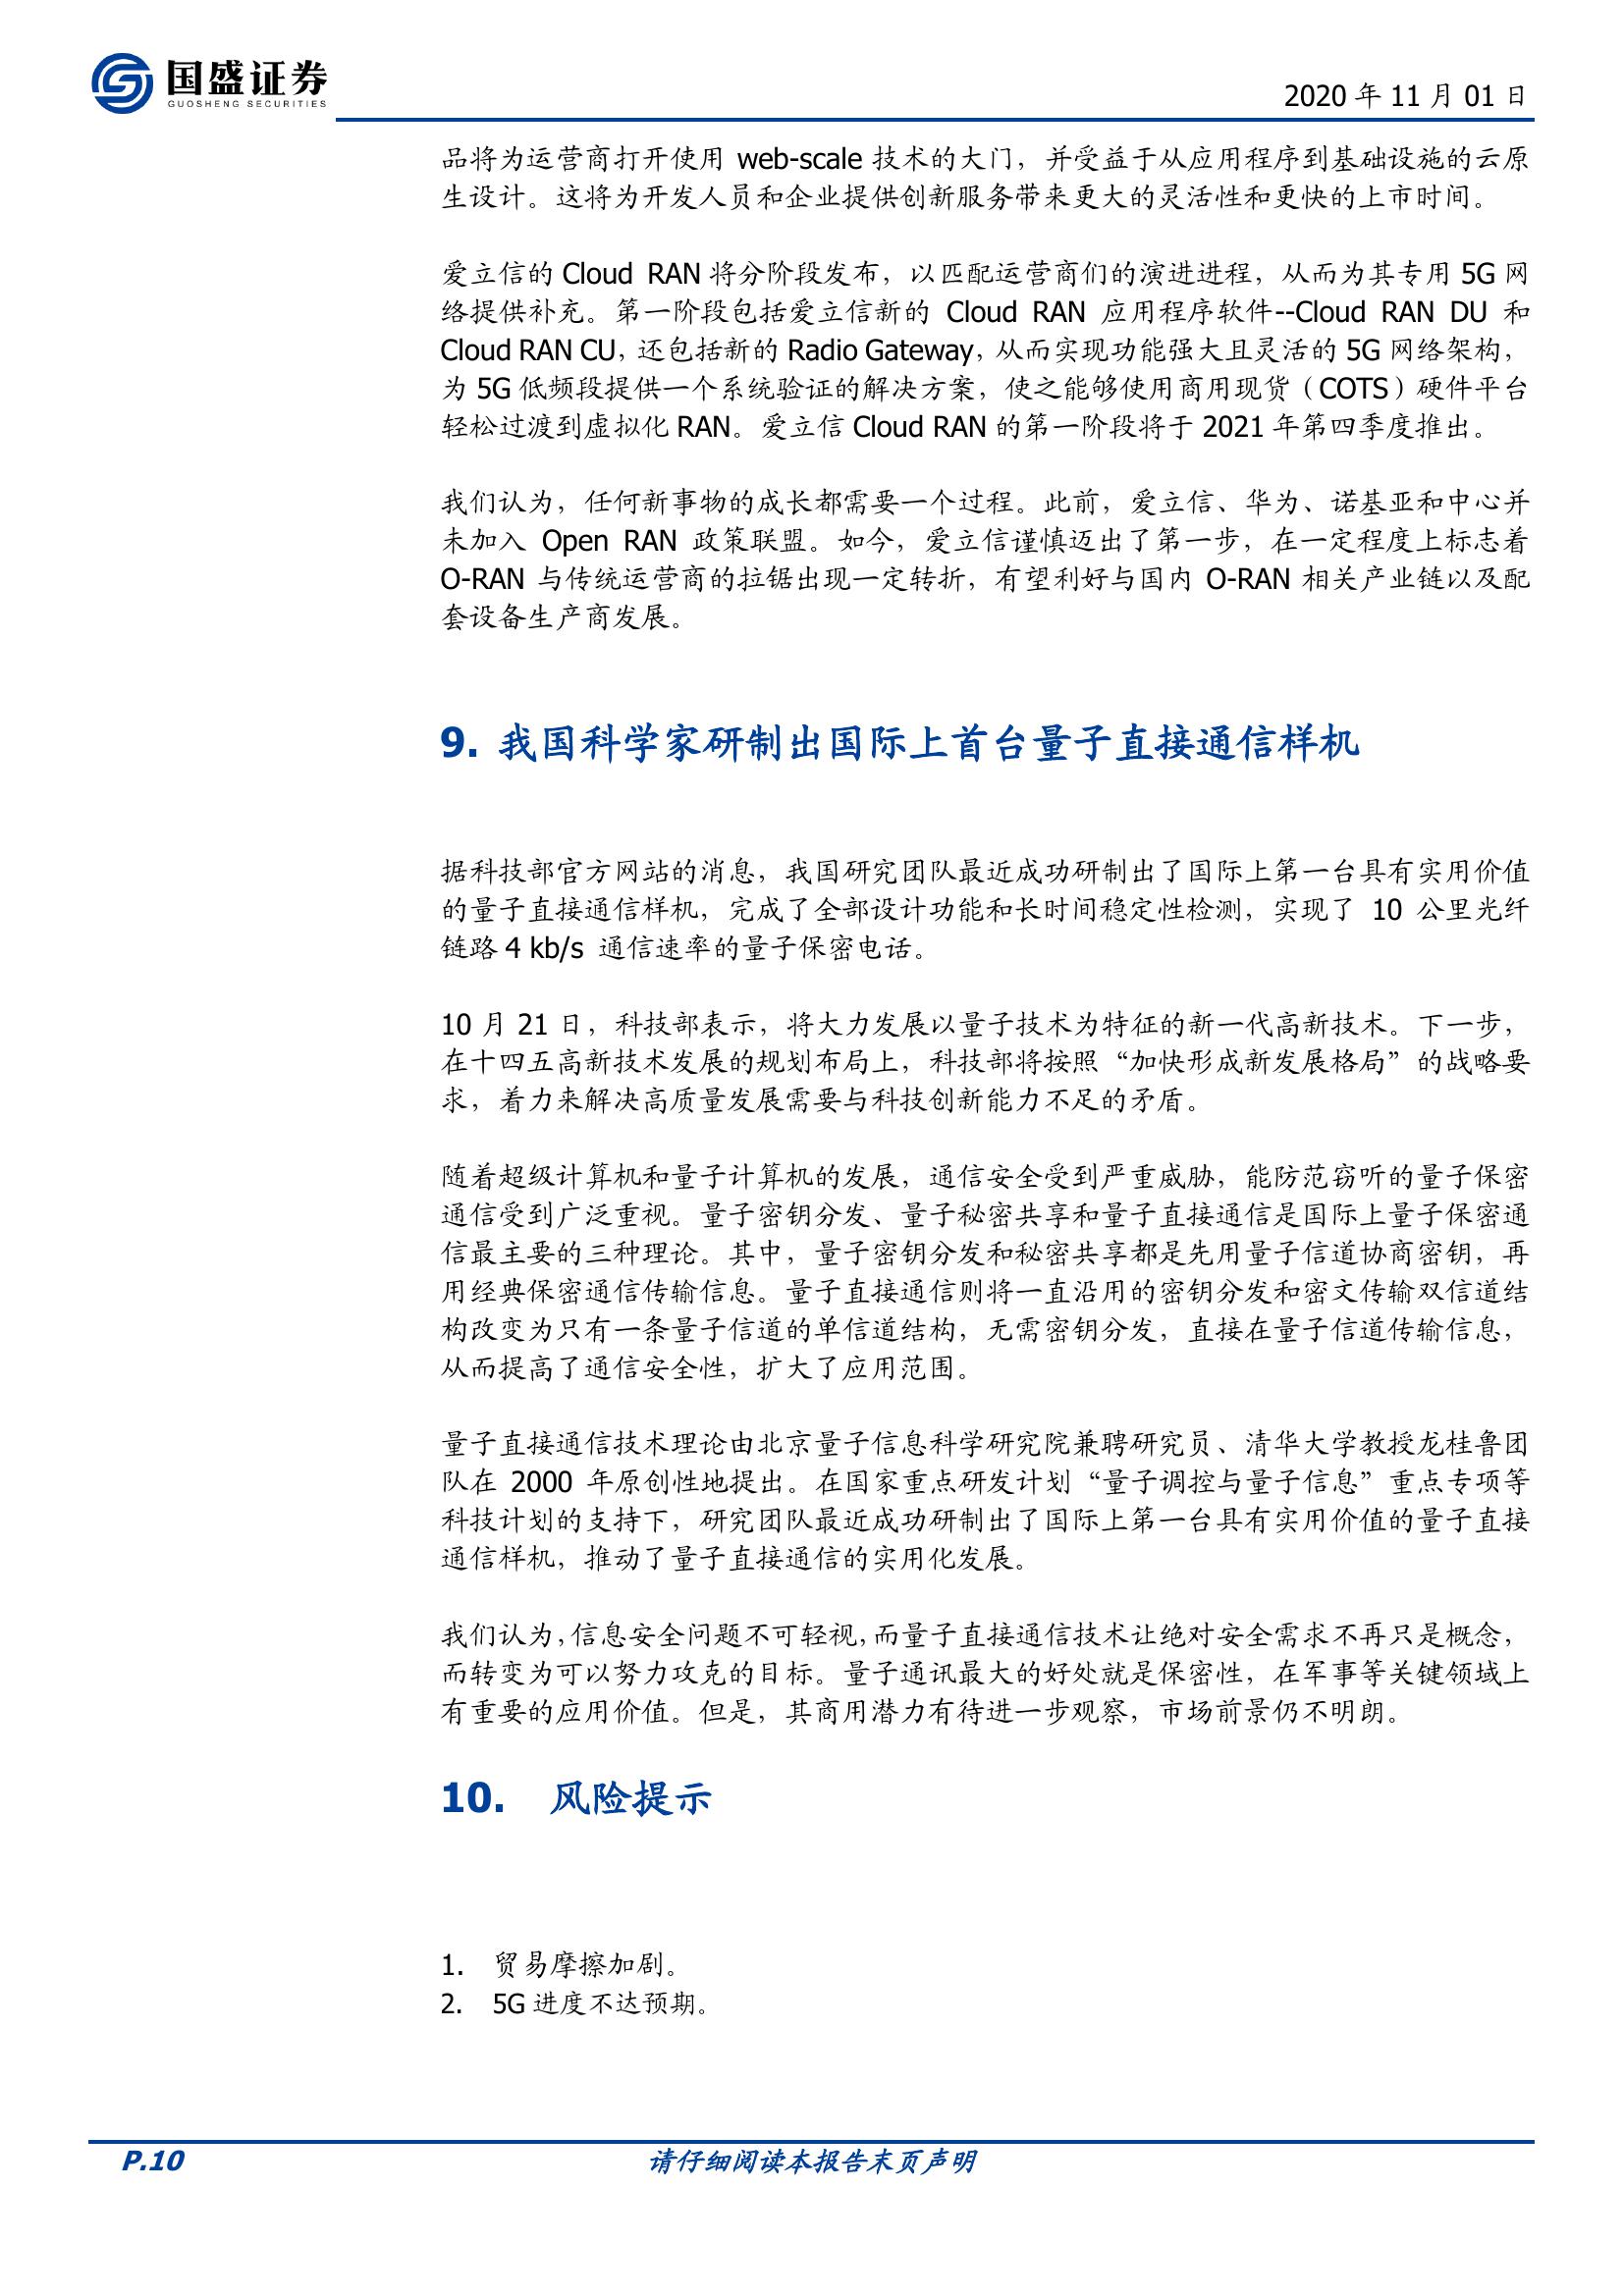 国盛证券
GUOSHENG SECURITIES
2020 年 11 月 01 日
品将为运营商打开使用 web-scale 技术的大门，并受益于从应用程序到基础设施的云原
生设计。这将为开发人员和企业提供创新服务带来更大的灵活性和更快的上市时间。
爱立信的 Cloud RAN 将分阶段发布，以匹配运营商们的演进进程，从而为其专用 5G 网
络提供补充。第一阶段包括爱立信新的 Cloud RAN 应用程序软件--Cloud RAN DU 和
Cloud RAN CU，还包括新的 Radio Gateway，从而实现功能强大且灵活的 5G 网络架构，
为 5G 低频段提供一个系统验证的解决方案，使之能够使用商用现货（COTS）硬件平台
轻松过渡到虚拟化 RAN。爱立信 Cloud RAN 的第一阶段将于 2021 年第四季度推出。
我们认为，任何新事物的成长都需要一个过程。此前，爱立信、华为、诺基亚和中心并
未加入 Open RAN 政策联盟。如今，爱立信谨慎迈出了第一步，在一定程度上标志着
O-RAN 与传统运营商的拉锯出现一定转折，有望利好与国内 O-RAN 相关产业链以及配
套设备生产商发展。
9. 我国科学家研制出国际上首台量子直接通信样机
据科技部官方网站的消息，我国研究团队最近成功研制出了国际上第一台具有实用价值
的量子直接通信样机，完成了全部设计功能和长时间稳定性检测，实现了 10 公里光纤
链路 4 kb/s 通信速率的量子保密电话。
10 月 21 日，科技部表示，将大力发展以量子技术为特征的新一代高新技术。下一步，
在十四五高新技术发展的规划布局上，科技部将按照“加快形成新发展格局”的战略要
求，着力来解决高质量发展需要与科技创新能力不足的矛盾。
随着超级计算机和量子计算机的发展，通信安全受到严重威胁，能防范窃听的量子保密
通信受到广泛重视。量子密钥分发、量子秘密共享和量子直接通信是国际上量子保密通
信最主要的三种理论。其中，量子密钥分发和秘密共享都是先用量子信道协商密钥，再
用经典保密通信传输信息。量子直接通信则将一直沿用的密钥分发和密文传输双信道结
构改变为只有一条量子信道的单信道结构，无需密钥分发，直接在量子信道传输信息，
从而提高了通信安全性，扩大了应用范围。
量子直接通信技术理论由北京量子信息科学研究院兼聘研究员、清华大学教授龙桂鲁团
队在 2000 年原创性地提出。在国家重点研发计划“量子调控与量子信息”重点专项等
科技计划的支持下，研究团队最近成功研制出了国际上第一台具有实用价值的量子直接
通信样机，推动了量子直接通信的实用化发展。
我们认为，信息安全问题不可轻视，而量子直接通信技术让绝对安全需求不再只是概念，
而转变为可以努力攻克的目标。量子通讯最大的好处就是保密性，在军事等关键领域上
有重要的应用价值。但是，其商用潜力有待进一步观察，市场前景仍不明朗。
10. 风险提示
1. 贸易摩擦加剧。
2. 5G 进度不达预期。
P.10 请仔细阅读本报告末页声明